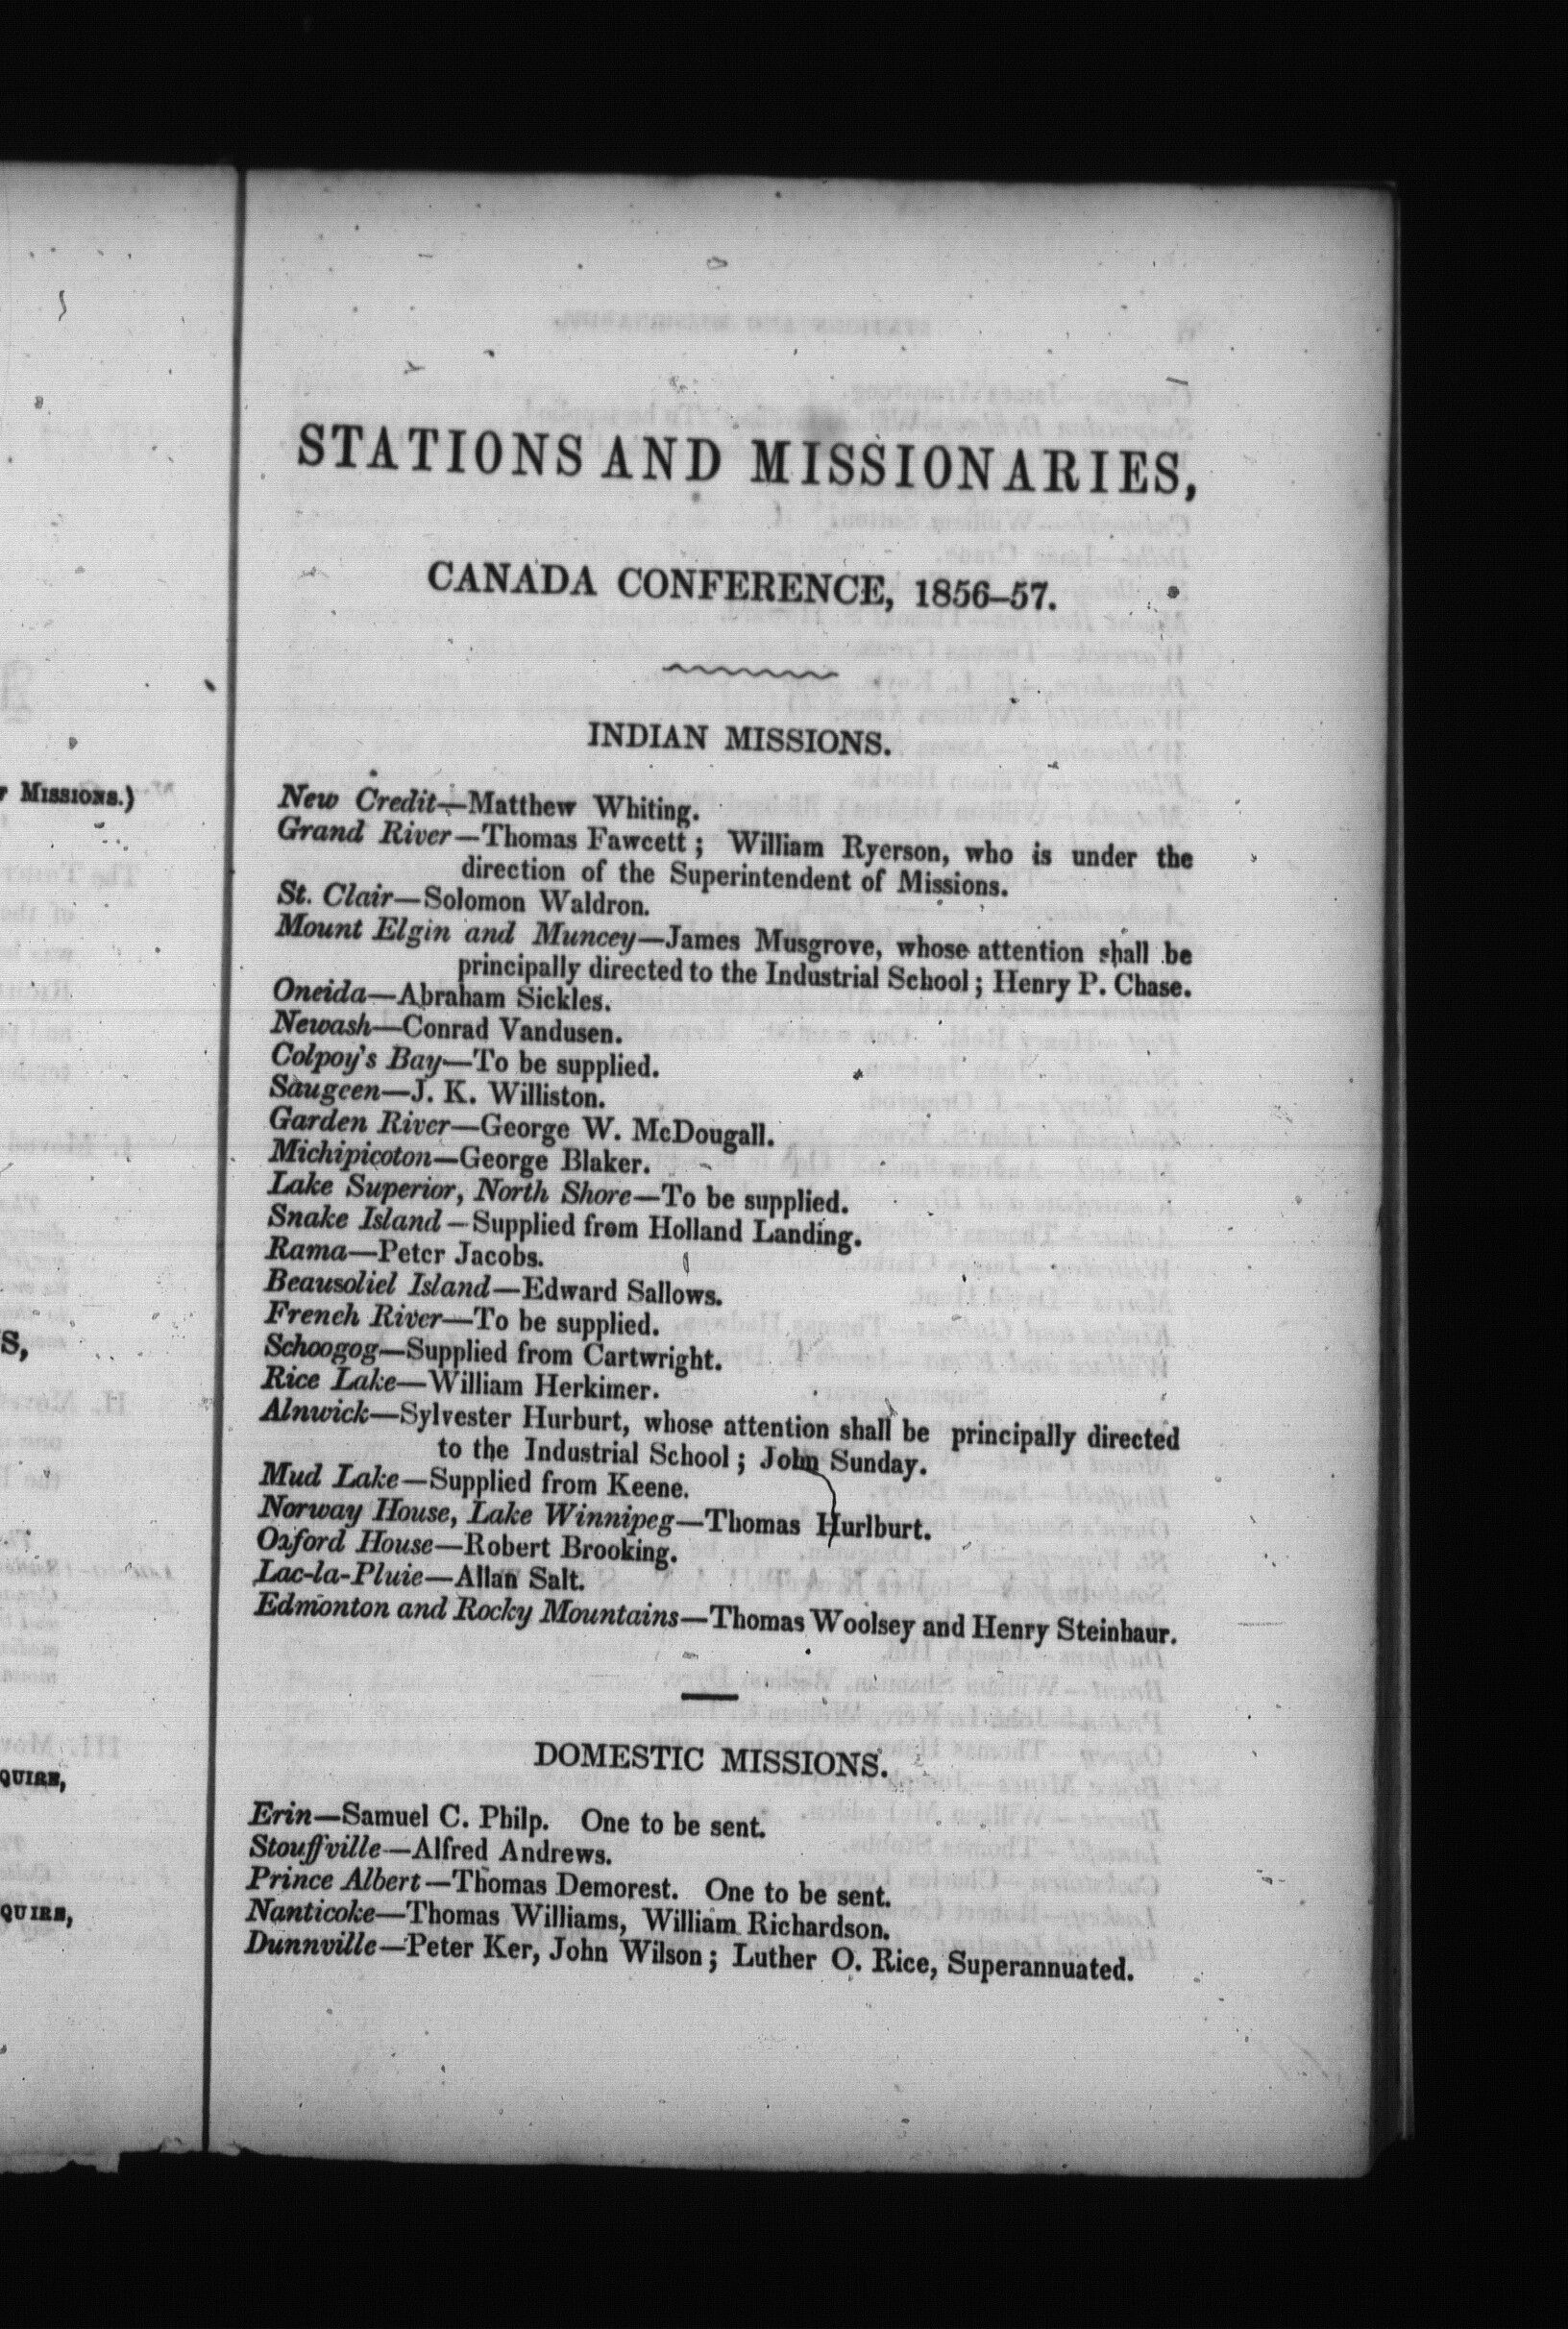 STATIONS AND MISSIONARIES,
CANADA CONFERENCE, 1856–57.
INDIAN MISSIONS.
New Credit—Matthew Whiting.
Grand River—Thomas Fawcett; William Ryerson, who is under the
direction of the Superintendent of Missions.
St. Clair—Solomon Waldron.
Mount Elgin and Muncey—James Musgrove, whose attention shall be
principally directed to the Industrial School; Henry P. Chase.
Oneida—Abraham Sickles.
Newash—Conrad Vandusen.
Colpoy's Bay—To be supplied.
Saugeen—J. K. Williston.
Garden River—George W. McDougall.
Michipicoton—George Blaker.
Lake Superior, North Shore—To be supplied.
Snake Island—Supplied from Holland Landing.
Rama—Peter Jacobs.
Beausoliel Island—Edward Sallows.
French River—To be supplied.
Schoogog—Supplied from Cartwright.
Rice Lake—William Herkimer.
Alnwick—Sylvester Hurburt, whose attention shall be principally directed
to the Industrial School; John Sunday.
Mud Lake—Supplied from Keene.
Norway House, Lake Winnipeg—Thomas Hurlburt.
Oxford House—Robert Brooking.
Lac-la-Pluie—Allan Salt.
Edmonton and Rocky Mountains—Thomas Woolsey and Henry Steinhaur.
DOMESTIC MISSIONS.
Erin—Samuel C. Philp. One to be sent.
Stouffville—Alfred Andrews.
Prince Albert—Thomas Demorest. One to be sent.
Nanticoke—Thomas Williams, William Richardson.
Dunnville—Peter Ker, John Wilson; Luther O. Rice, Superannuated.
MISSIONS.)
S,
QUIRE,
QUIRE,